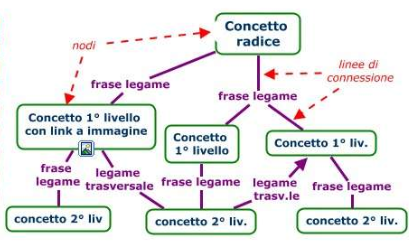 Concetto
radice
nodi
linee di
connessione
frase legame
frase legame
Concetto 1° livello
con link a immagine
Concetto
1° livello
Concetto 1° liv.
frase
legame
legame
trasversale
frase legame
legame
trasv.le
frase legame
concetto 2° liv
concetto 2° liv.
concetto 2° liv.